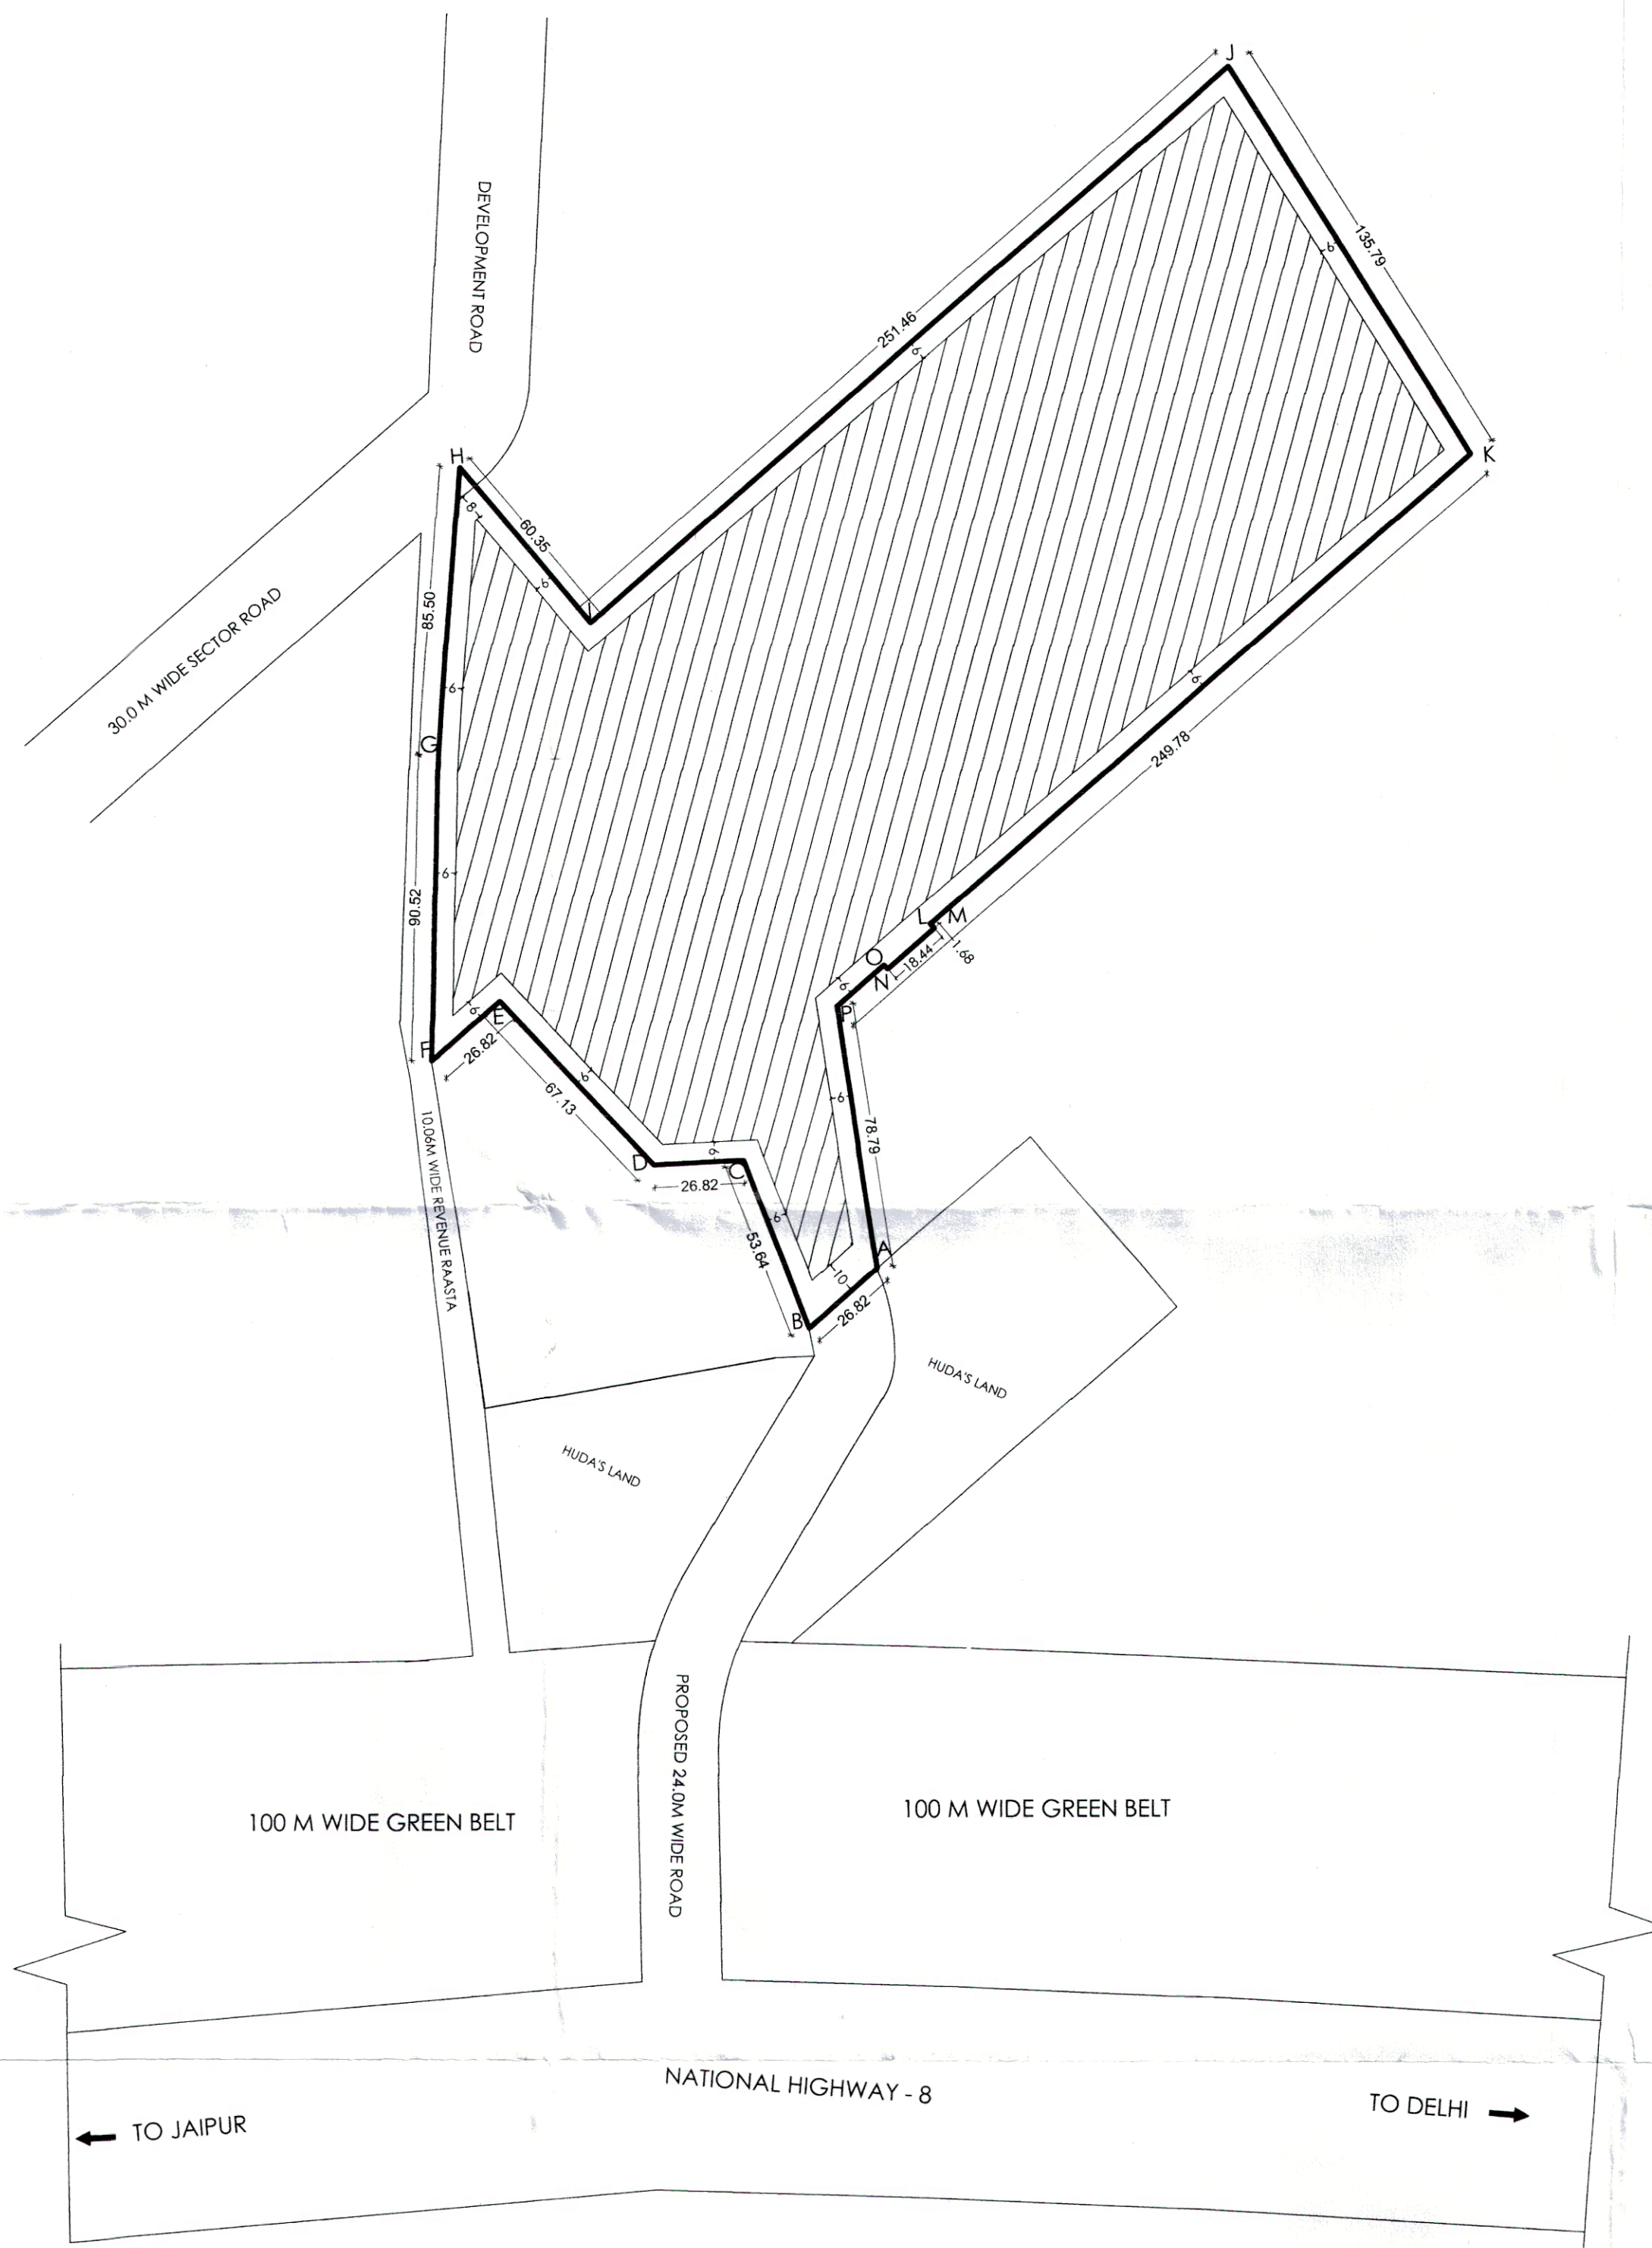 J
DEVELOPMENT ROAD
135.79
6
251.46
6
H
K
8
60.35
6
I
85.50
30.0 M WIDE SECTOR ROAD
6
6
G
249.78
6
90.52
L M
1.68
18.44
O
N
6
P
6
E
F
26.82
6
67.13
6
78.79
10.06M WIDE REVENUE RAASTA
D
6
C
26.82
6
53.64
A
10
26.82
B
HUDA'S LAND
HUDA'S LAND
PROPOSED 24.0M WIDE ROAD
100 M WIDE GREEN BELT
100 M WIDE GREEN BELT
NATIONAL HIGHWAY - 8
TO JAIPUR
TO DELHI